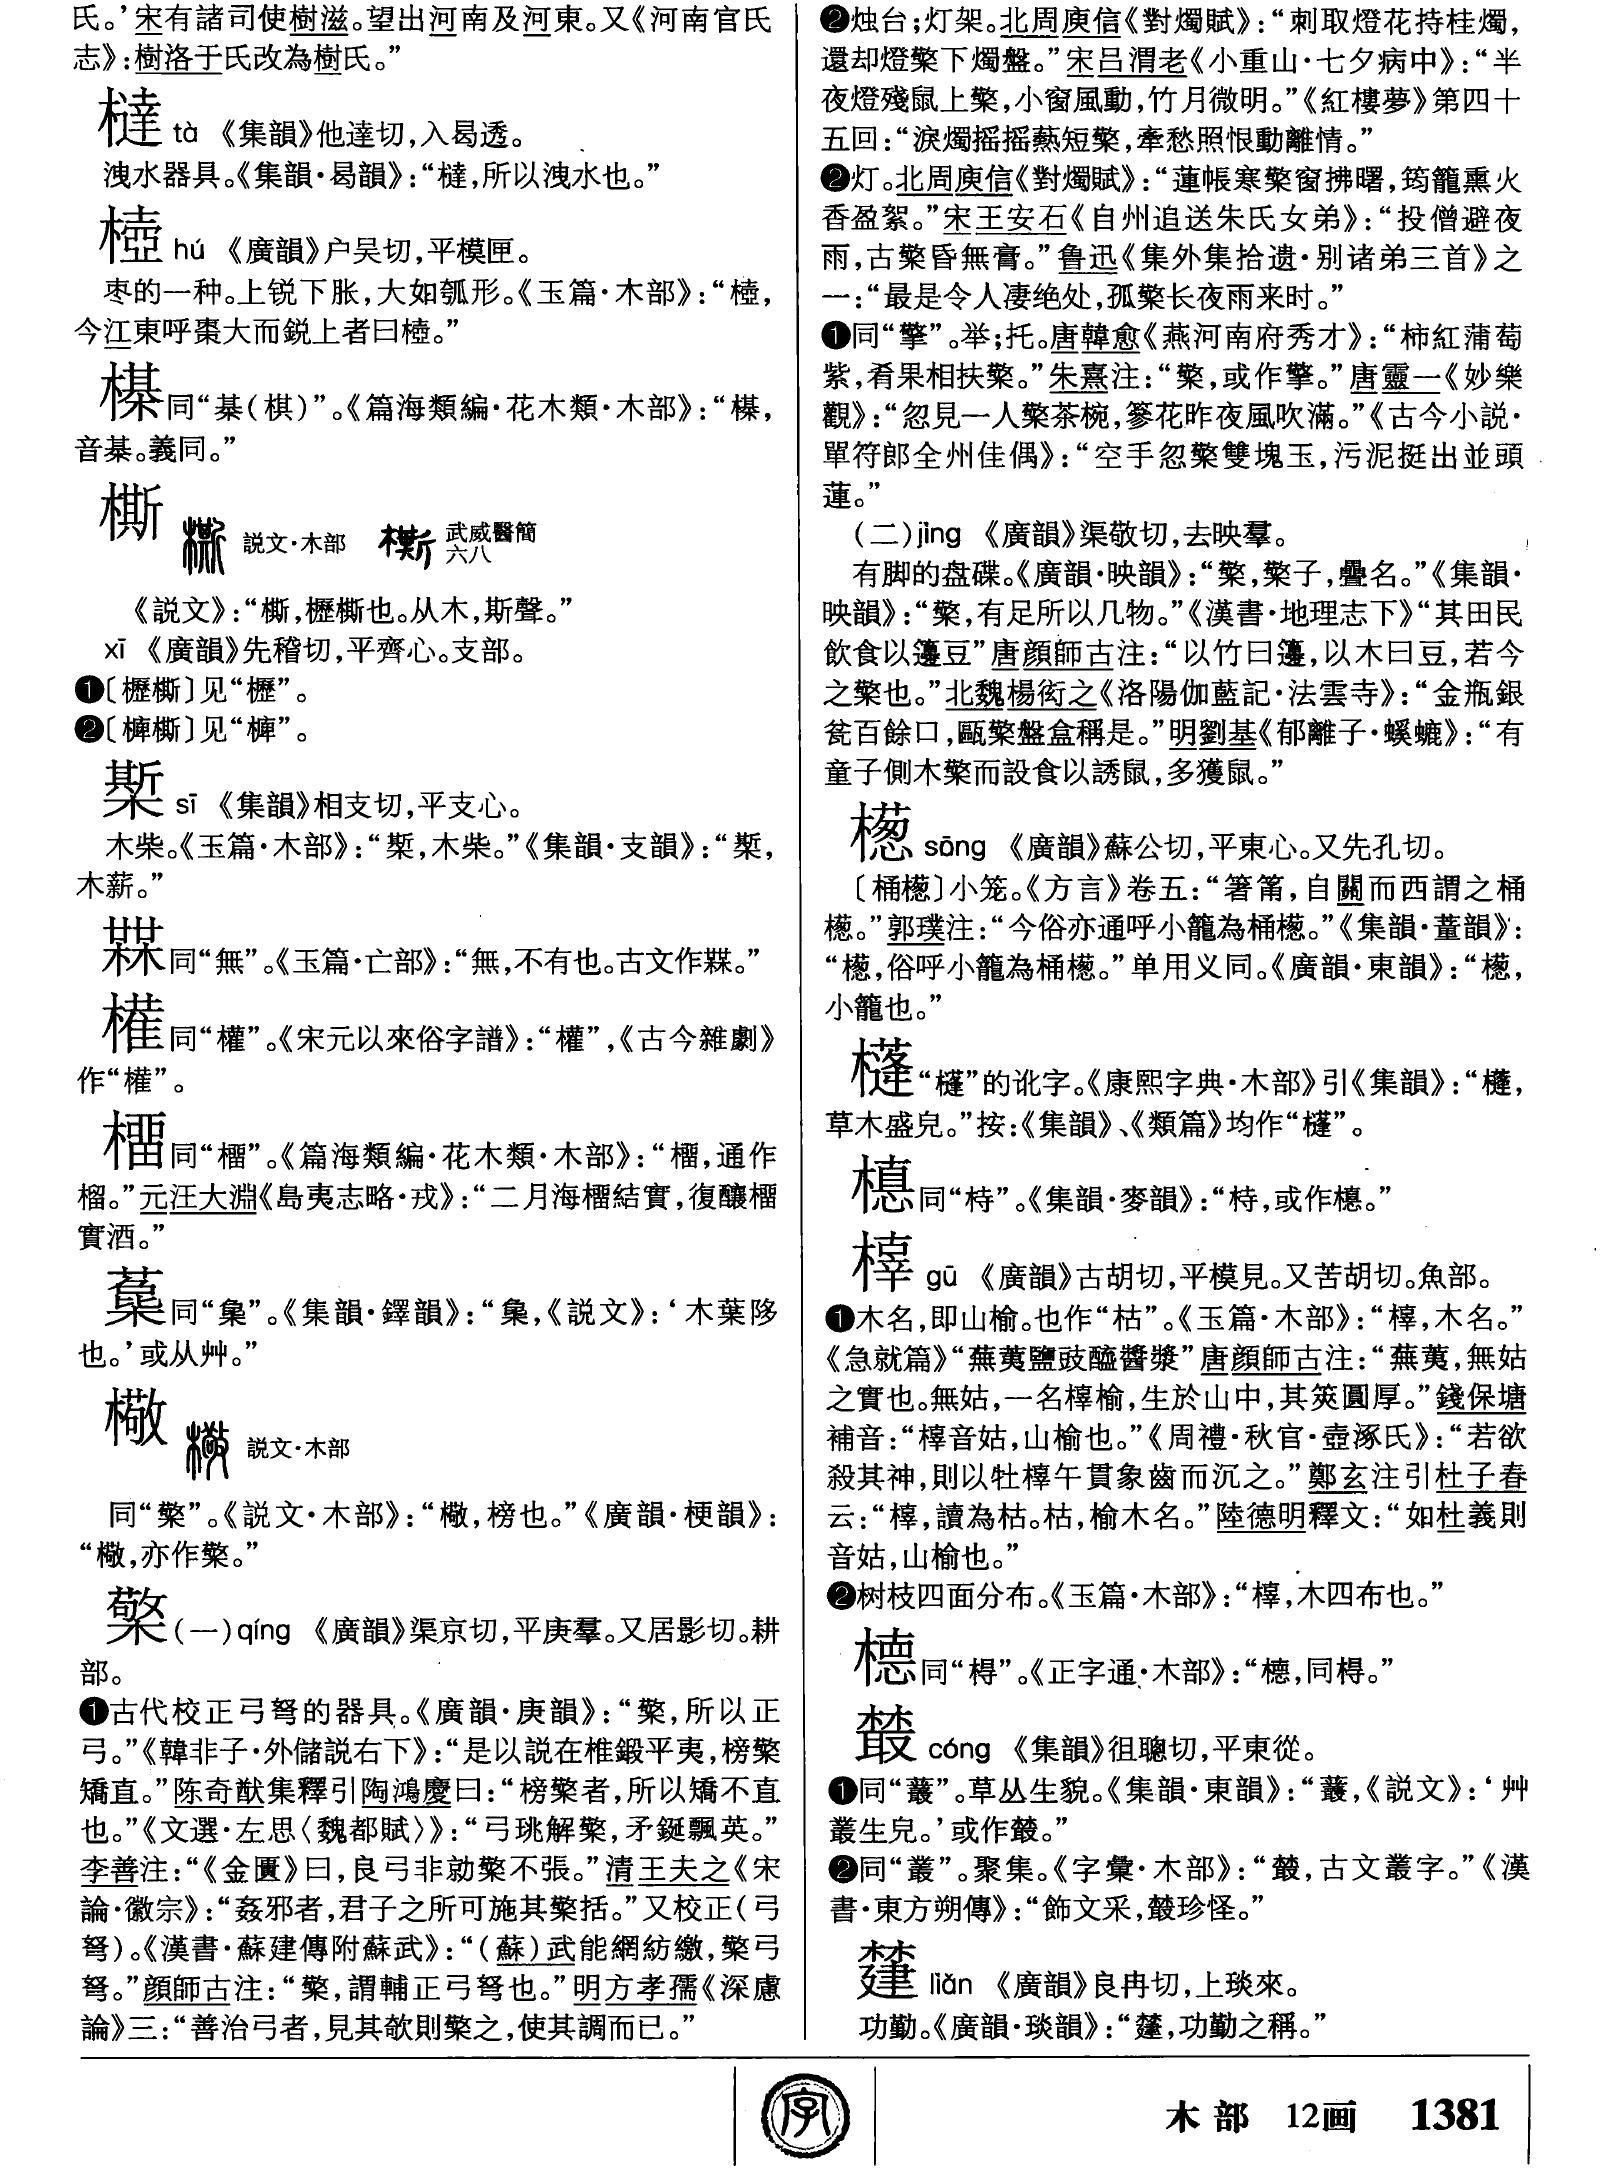 氏。’宋有諸司使樹滋。望出河南及河東。又《河南官氏
志》：樹洛于氏改為樹氏。”
㯓 tà 《集韻》他達切，入曷透。
洩水器具。《集韻·曷韻》：“㯓，所以洩水也。”
hú 《廣韻》户吴切，平模匣。
枣的一种。上锐下胀，大如瓠形。《玉篇·木部》：“
今江東呼棗大而鋭上者曰
同“棊（棋）”。《篇海類編·花木類·木部》：“
音棊。義同。”
㯕 説文·木部 武威醫簡
六八
《説文》：“㯕，櫪㯕也。从木，斯聲。”
xī 《廣韻》先稽切，平齊心。支部。
❶〔櫪㯕〕见“櫪”。
❷〔椑㯕〕见“椑”。
sī 《集韻》相支切，平支心。
木柴。《玉篇·木部》：“ ，木柴。”《集韻·支韻》：“
木薪。”
同“無”。《玉篇·亡部》：“無，不有也。古文作
同“權”。《宋元以來俗字譜》：“權”，《古今雜劇》
作“ ”。
同“榴”。《篇海類編·花木類·木部》：“橊，通作
榴。”元汪大淵《島夷志略·戎》：“二月海橊結實，復釀橊
實酒。”
同“ ”。《集韻·鐸韻》：“ ，《説文》：‘木葉陊
也。’或从艸。”
㯳 説文·木部
同“檠”。《説文·木部》：“㯳，榜也。”《廣韻·梗韻》：
“㯳，亦作檠。”
檠（一）qíng 《廣韻》渠京切，平庚羣。又居影切。耕
部。
❶古代校正弓弩的器具。《廣韻·庚韻》：“檠，所以正
弓。”《韓非子·外儲説右下》：“是以説在椎鍛平夷，榜檠
矯直。”陈奇猷集釋引陶鴻慶曰：“榜檠者，所以矯不直
也。”《文選·左思〈魏都賦〉》：“弓珧解檠，矛鋋飄英。”
李善注：“《金匱》曰，良弓非勍檠不張。”清王夫之《宋
論·徽宗》：“姦邪者，君子之所可施其檠括。”又校正（弓
弩）。《漢書·蘇建傳附蘇武》：“（蘇）武能網紡繳，檠弓
弩。”顔師古注：“檠，謂輔正弓弩也。”明方孝孺《深慮
論》三：“善治弓者，見其欹則檠之，使其調而已。”
❷烛台；灯架。北周庾信《對燭賦》：“刺取燈花持桂燭，
還却燈檠下燭盤。”宋吕渭老《小重山·七夕病中》：“半
夜燈殘鼠上檠，小窗風動，竹月微明。”《紅樓夢》第四十
五回：“淚燭摇摇爇短檠，牽愁照恨動離情。”
❷灯。北周庾信《對燭賦》：“蓮帳寒檠窗拂曙，筠籠熏火
香盈絮。”宋王安石《自州追送朱氏女弟》：“投僧避夜
雨，古檠昏無膏。”鲁迅《集外集拾遗·别诸弟三首》之
一：“最是令人凄绝处，孤檠长夜雨来时。”
❶同“擎”。举；托。唐韓愈《燕河南府秀才》：“柿紅蒲萄
紫，肴果相扶檠。”朱熹注：“檠，或作擎。”唐靈一《妙樂
觀》：“忽見一人檠茶椀，篸花昨夜風吹滿。”《古今小説·
單符郎全州佳偶》：“空手忽檠雙塊玉，污泥挺出並頭
蓮。”
（二）jìng 《廣韻》渠敬切，去映羣。
有脚的盘碟。《廣韻·映韻》：“檠，檠子，疊名。”《集韻·
映韻》：“檠，有足所以几物。”《漢書·地理志下》“其田民
飲食以籩豆”唐顔師古注：“以竹曰籩，以木曰豆，若今
之檠也。”北魏楊衒之《洛陽伽藍記·法雲寺》：“金瓶銀
瓮百餘口，甌檠盤盒稱是。”明劉基《郁離子·螇螰》：“有
童子側木檠而設食以誘鼠，多獲鼠。”
檧 sōng 《廣韻》蘇公切，平東心。又先孔切。
〔桶檧〕小笼。《方言》卷五：“箸筩，自關而西謂之桶
檧。”郭璞注：“今俗亦通呼小籠為桶檧。”《集韻·董韻》：
“檧，俗呼小籠為桶檧。”单用义同。《廣韻·東韻》：“檧，
小籠也。”
“ ”的讹字。《康熙字典·木部》引《集韻》：“
草木盛皃。”按：《集韻》、《類篇》均作“ ”。
同“㭙”。《集韻·麥韻》：“ ，或作
橭 gū 《廣韻》古胡切，平模見。又苦胡切。魚部。
❶木名，即山榆。也作“枯”。《玉篇·木部》：“橭，木名。”
《急就篇》“蕪荑鹽豉醯醬漿”唐顔師古注：“蕪荑，無姑
之實也。無姑，一名橭榆，生於山中，其莢圓厚。”錢保塘
補音：“橭音姑，山榆也。”《周禮·秋官·壺涿氏》：“若欲
殺其神，則以牡橭午貫象齒而沉之。”鄭玄注引杜子春
云：“橭，讀為枯。枯，榆木名。”陸德明釋文：“如杜義則
音姑，山榆也。”
❷树枝四面分布。《玉篇·木部》：“橭，木四布也。”
㯖同“棏”。《正字通·木部》：“㯖，同棏。”
cóng 《集韻》徂聰切，平東從。
❶同“叢”。草丛生貌。《集韻·東韻》：“ ，《説文》：‘艸
叢生皃。’或作
❷同“叢”。聚集。《字彙·木部》：“ ，古文叢字。”《漢
書·東方朔傳》：“飾文采， 珍怪。”
liǎn 《廣韻》良冉切，上琰來。
功勤。《廣韻·琰韻》：“ ，功勤之稱。”
字
木部 12画 1381